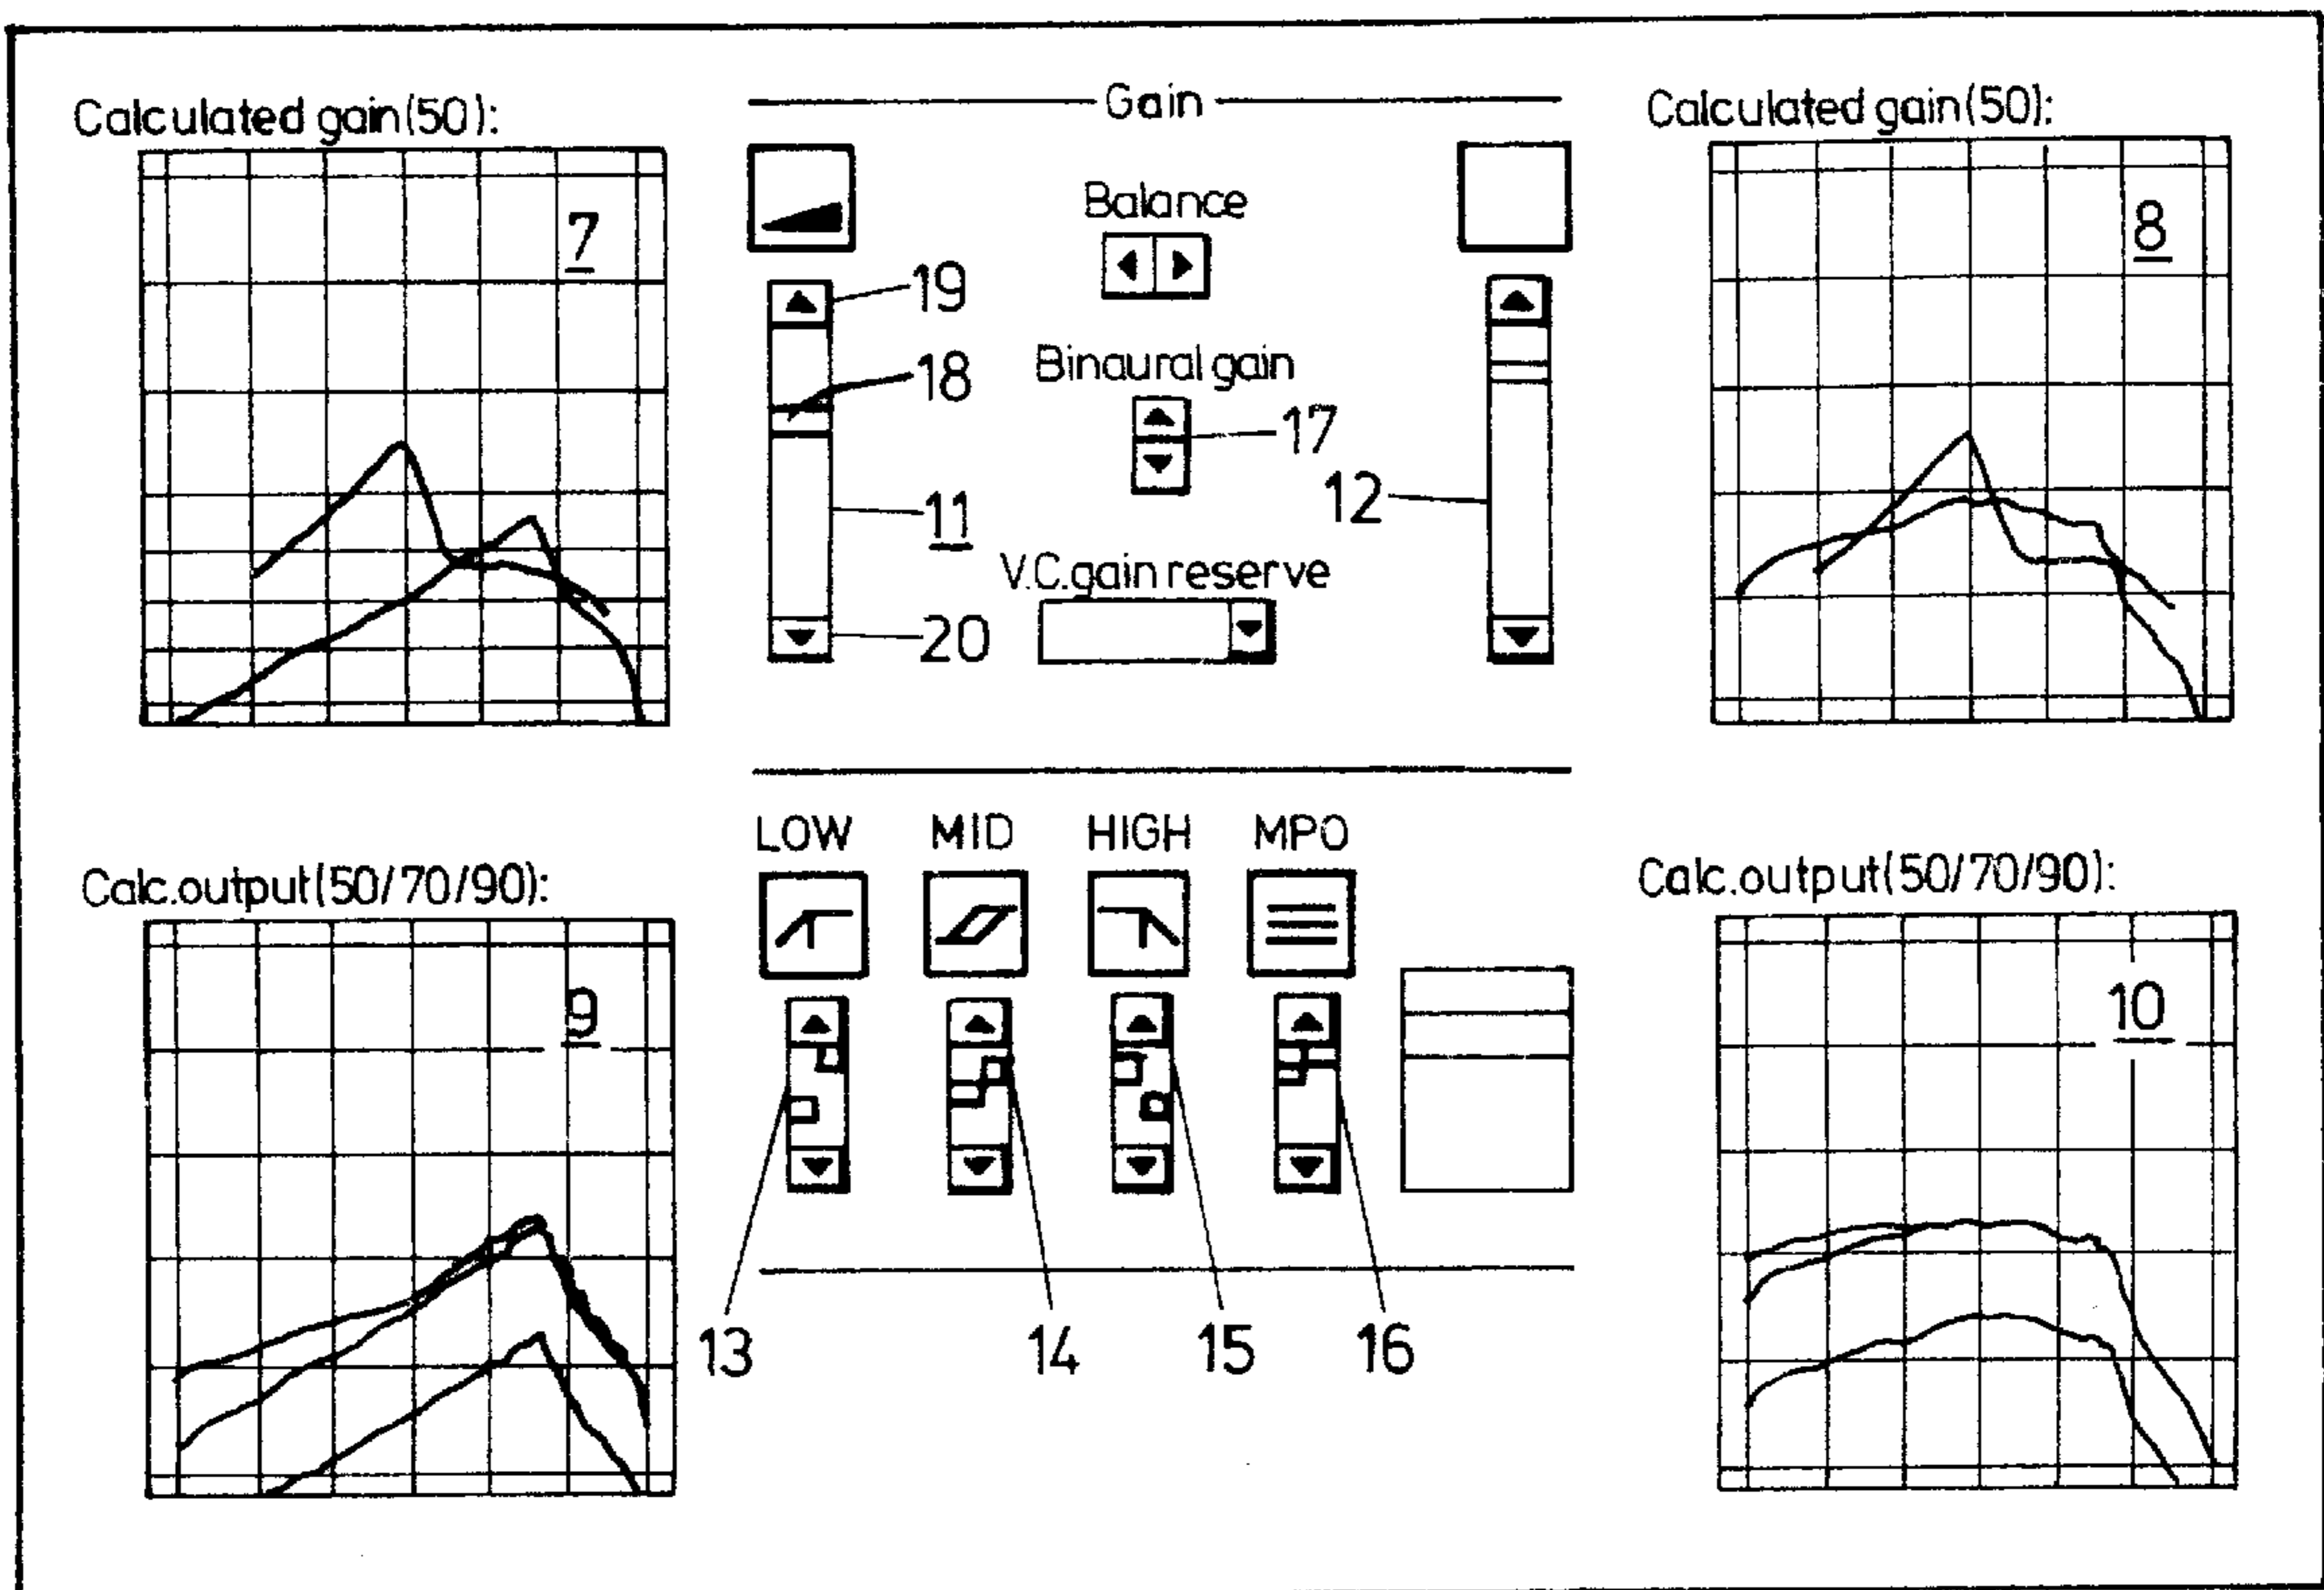 Calculated gain(50):
Gain
Calculated gain(50):
7
Balance
8
19
18
Binaural gain
17
12
11
V.C.gain reserve
20
LOW MID HIGH MPO
Calc.output(50/70/90):
Calc.output(50/70/90):
9
10
13 14 15 16